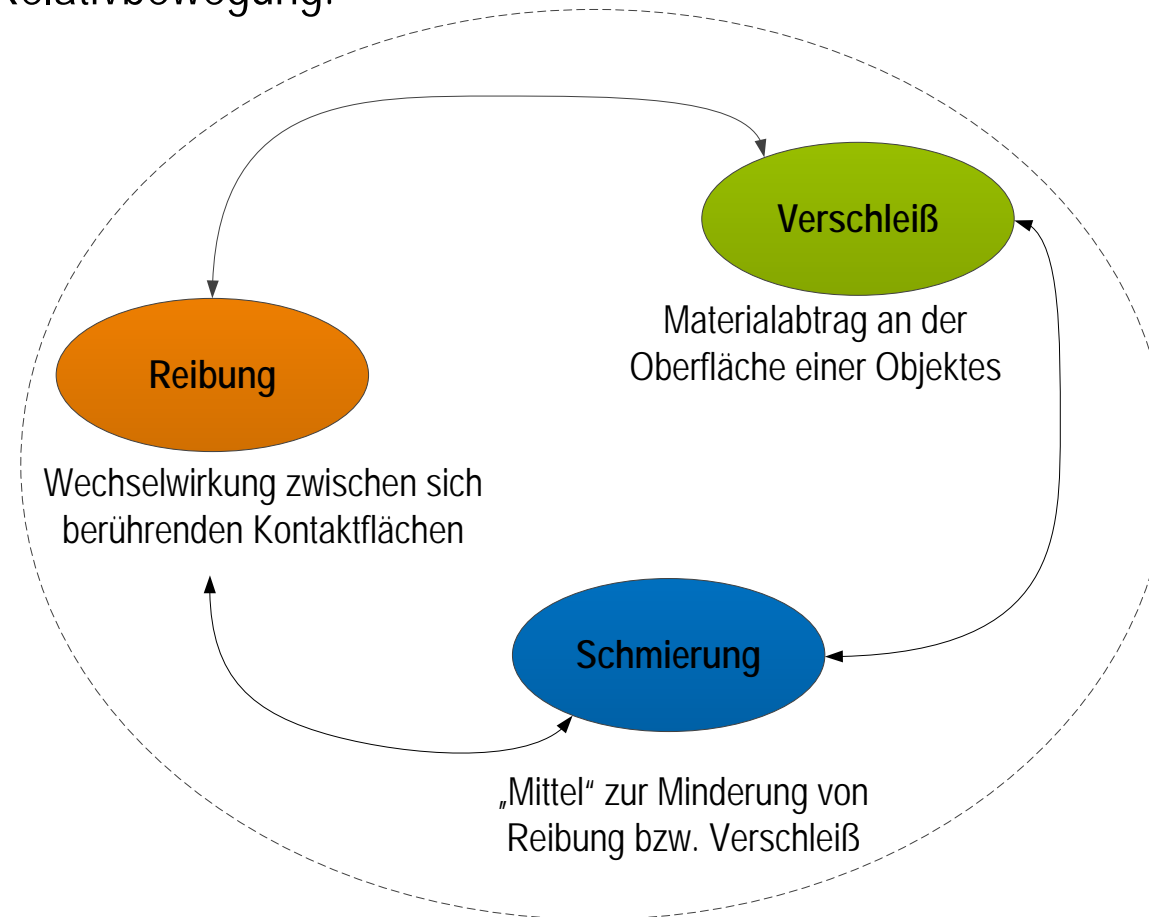 Relativbewegung.
Verschleiß
Materialabtrag an der
Oberfläche einer Objektes
Reibung
Wechselwirkung zwischen sich
berührenden Kontaktflächen
Schmierung
„Mittel“ zur Minderung von
Reibung bzw. Verschleiß